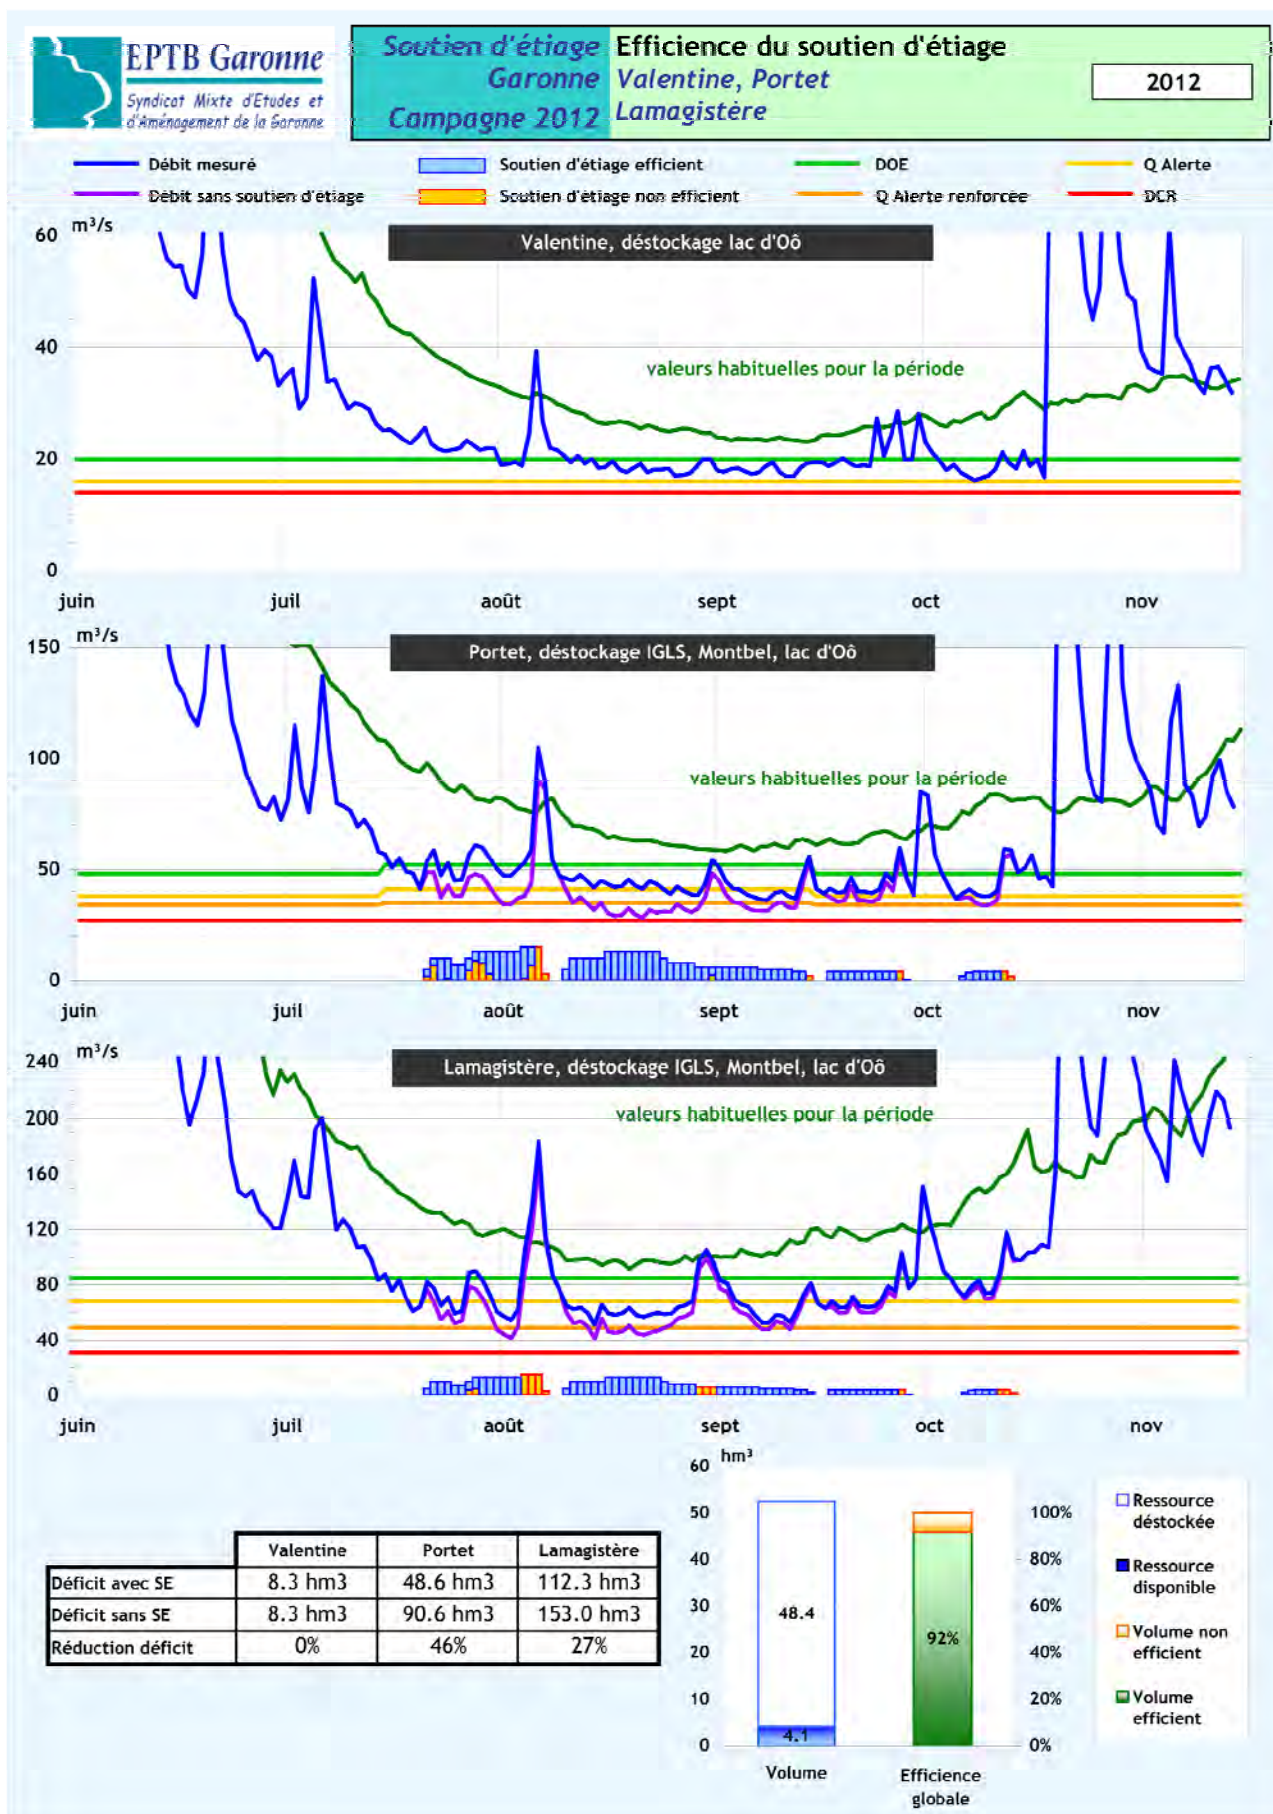 EPTB Garonne
Syndicat Mixte d'Etudes et
d'Aménagement de la Garonne
Soutien d'étiage
Garonne
Campagne 2012
Efficience du soutien d'étiage
Valentine, Portet
Lamagistère
2012
Débit mesuré
Soutien d'étiage efficient
DOE
Q Alerte
Débit sans soutien d'étiage
Soutien d'étiage non efficient
Q Alerte renforcée
DCR
m³/s
Valentine, déstockage lac d'Oô
60
40
20
0
valeurs habituelles pour la période
juin juil août sept oct nov
m³/s
Portet, déstockage IGLS, Montbel, lac d'Oô
150
100
50
0
valeurs habituelles pour la période
juin juil août sept oct nov
m³/s
Lamagistère, déstockage IGLS, Montbel, lac d'Oô
240
200
160
120
80
40
0
valeurs habituelles pour la période
juin juil août sept oct nov
Valentine Portet Lamagistère
Déficit avec SE 8.3 hm3 48.6 hm3 112.3 hm3
Déficit sans SE 8.3 hm3 90.6 hm3 153.0 hm3
Réduction déficit 0% 46% 27%
hm³
60
50
40
30
20
10
0
48.4
4.1
92%
100%
80%
60%
40%
20%
0%
Volume
Efficience
globale
Ressource
déstockée
Ressource
disponible
Volume non
efficient
Volume
efficient